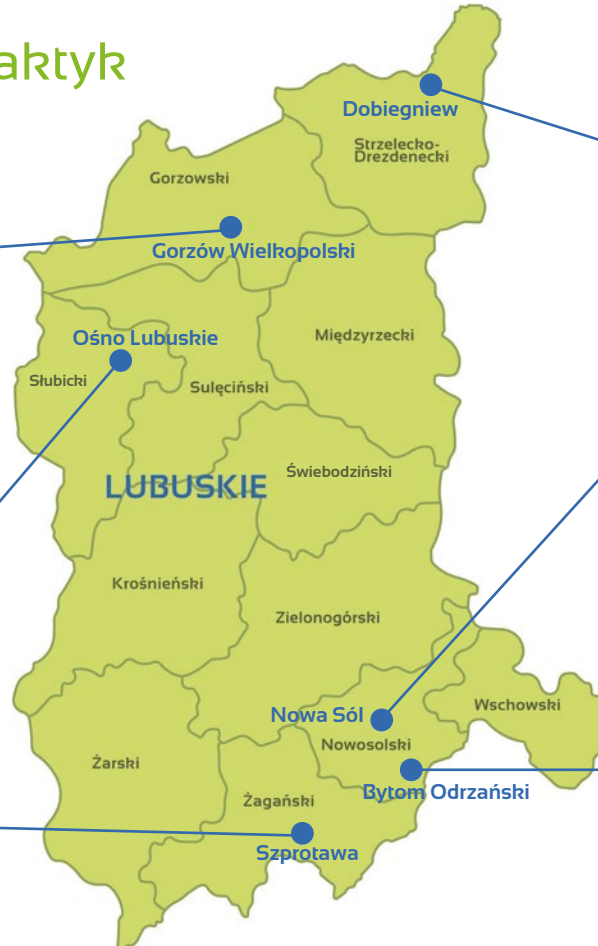 aktyk
Dobiegniew
Strzelecko-
Drezdenecki
Gorzowski
Gorzów Wielkopolski
Międzyrzecki
Ośno Lubuskie
Słubicki
Sulęciński
Świebodziński
LUBUSKIE
Krośnieński
Zielonogórski
Wschowski
Nowa Sól
Nowosolski
Żarski
Bytom Odrzański
Żagański
Szprotawa